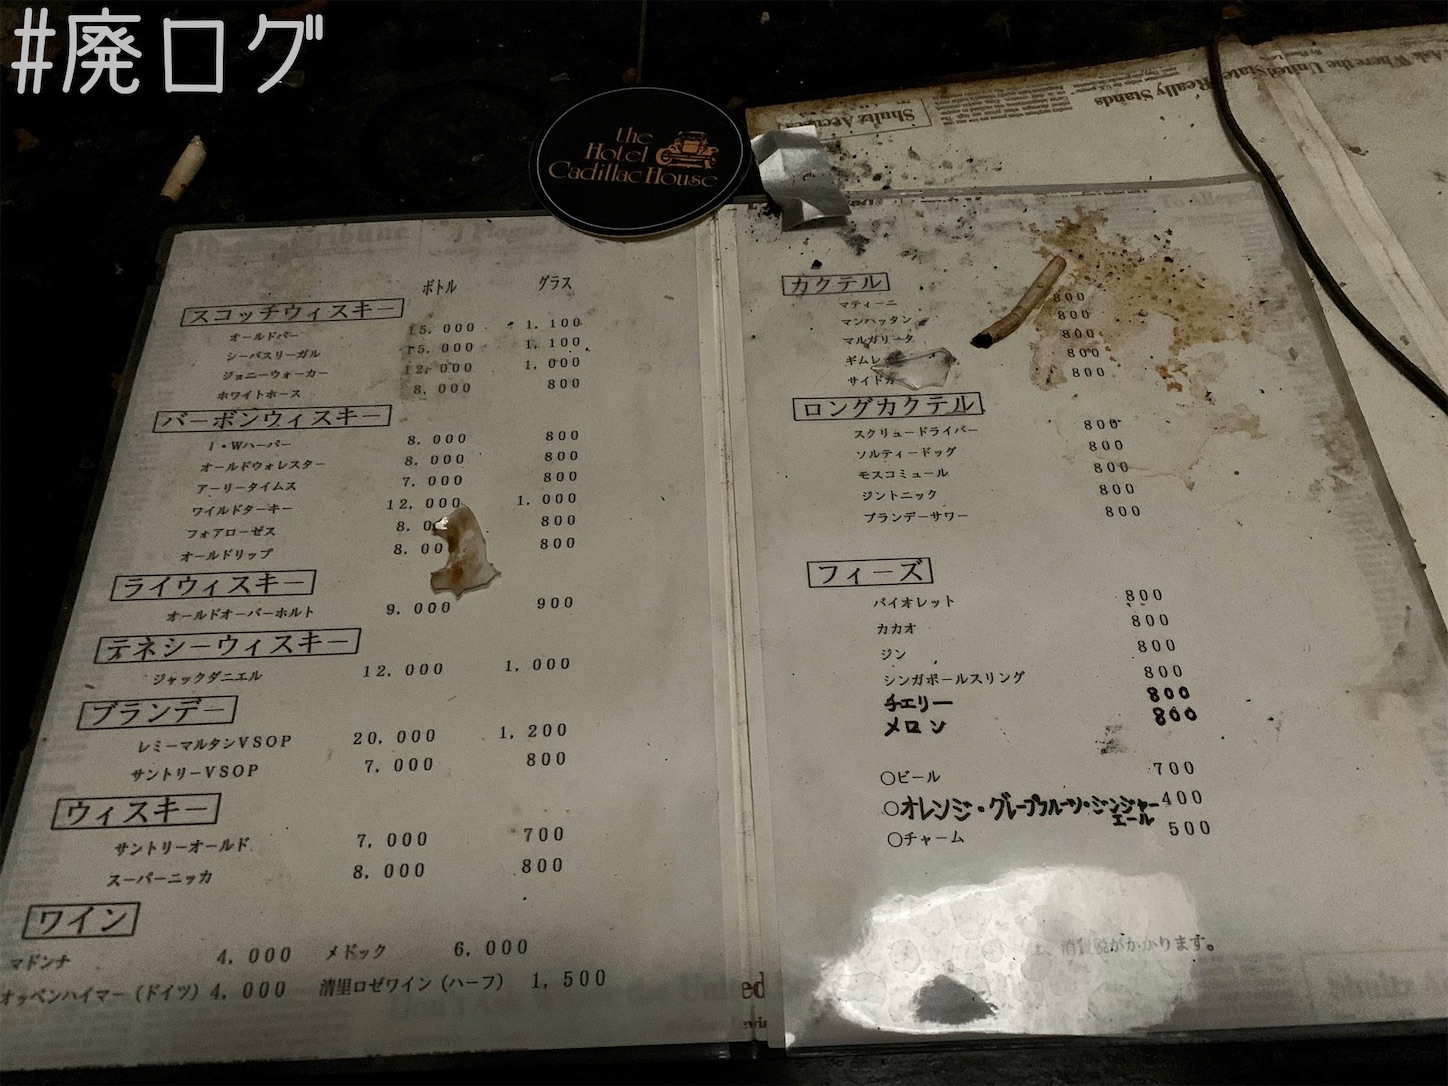 #廃ログ
the
Hotel
Cadillac House
Ask Where the United States Really Stands
Shultz Accuses
ボトル グラス
スコッチウィスキー
オールドパー 15,000 1,100
シーバスリーガル 15,000 1,100
ジョニーウォーカー 12,000 1,000
ホワイトホース 8,000 800
バーボンウィスキー
I・Wハーパー 8,000 800
オールドウォレスター 8,000 800
アーリータイムス 7,000 800
ワイルドターキー 12,000 1,000
フォアローゼス 8,0 800
オールドリップ 8,00 800
ライウィスキー
オールドオーバーホルト 9,000 900
テネシーウィスキー
ジャックダニエル 12,000 1,000
ブランデー
レミーマルタンVSOP 20,000 1,200
サントリーVSOP 7,000 800
ウィスキー
サントリーオールド 7,000 700
スーパーニッカ 8,000 800
ワイン
マドンナ 4,000 メドック 6,000
オッペンハイマー(ドイツ) 4,000 清里ロゼワイン(ハーフ) 1,500
カクテル
マティーニ 800
マンハッタン 800
マルガリータ 800
ギムレ 800
サイドカ 800
ロングカクテル
スクリュードライバー 800
ソルティードッグ 800
モスコミュール 800
ジントニック 800
ブランデーサワー 800
フィーズ
バイオレット 800
カカオ 800
ジン 800
シンガポールスリング 800
チエリー 800
メロン 800
○ビール 700
○オレンジ・グレープフルーツ・ジンジャーエール 400
○チャーム 500
消費税がかかります。